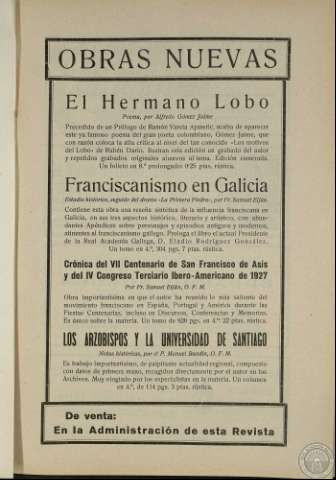 OBRAS NUEVAS
El Hermano Lobo
Poema, por Alfredo Gómez Jaime
Precedido de un Prólogo de Ramón Varela Aparelc, acaba de aparecer
este ya famoso poema del gran poeta colombiano, Gómez Jaime, que
con razón coloca la alta crítica al nivel del tan conocido «Los motivos
del Lobo» de Rubén Darío. Ilustran esta edición un grabado del autor
y repetidos grabados originales alusivos al tema. Edición esmerada.
Un folleto en 8.º prolongado 0'25 ptas. rústica.
Franciscanismo en Galicia
Estudio histórico, seguido del drama «La Primera Piedra», por Fr. Samuel Eiján.
Contiene esta obra una reseña sintética de la influencia franciscana en
Galicia, en sus tres aspectos histórico, literario y artístico, con abun-
dantes Apéndices sobre personajes y episodios antiguos y modernos,
atinentes al franciscanismo gallego. Prologa el libro el actual Presidente
de la Real Academia Gallega, D. Eladio Rodríguez González.
Un tomo en 4.º, 304 pgs. 7 ptas. rústica.
Crónica del VII Centenario de San Francisco de Asís
y del IV Congreso Terciario Ibero-Americano de 1927
Por Fr. Samuel Eiján, O. F. M.
Obra importantísima en que el autor ha reunido lo más saliente del
movimiento franciscano en España, Portugal y América durante las
Fiestas Centenarias, incluso en Discursos, Conferencias y Memorias.
Es único sobre la materia. Un tomo de 820 pgs. en 4.º 22 ptas. rústica.
LOS ARZOBISPOS Y LA UNIVERSIDAD DE SANTIAGO
Notas históricas, por el P. Manuel Bandín, O. F. M.
Es trabajo importantísimo, de palpitante actualidad regional, compuesto
con datos de primera mano, recogidos directamente por el autor en los
Archivos. Muy elogiado por los especialistas en la materia. Un volumen
en 4.º, de 114 pgs. 3 ptas. rústica.
De venta:
En la Administración de esta Revista